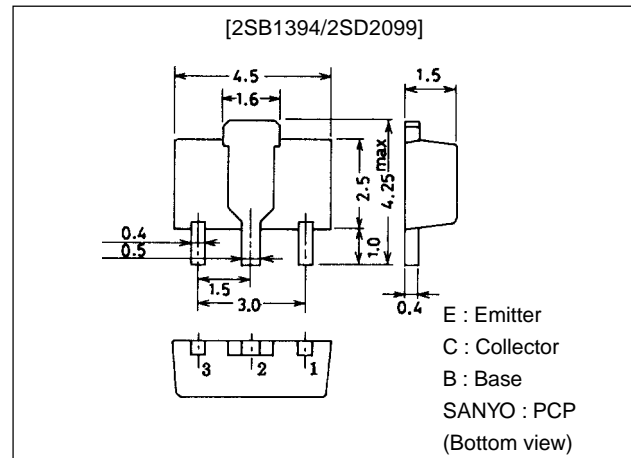 [2SB1394/2SD2099]
4.5
1.6
1.5
2.5
4.25max
1.0
0.4
0.5
1.5
3.0
0.4
E : Emitter
C : Collector
B : Base
SANYO : PCP
(Bottom view)
3 2 1